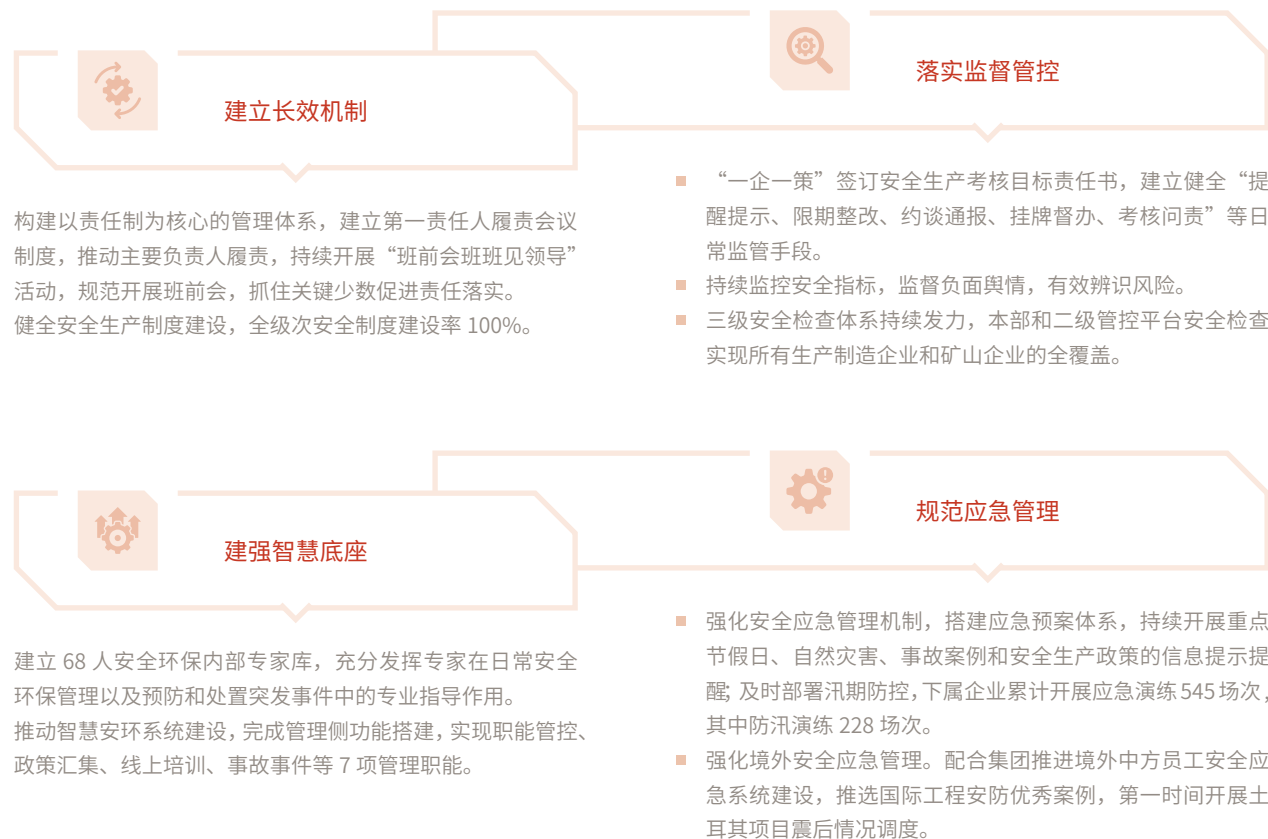 建立长效机制
构建以责任制为核心的管理体系，建立第一责任人履责会议
制度，推动主要负责人履责，持续开展“班前会班班见领导”
活动，规范开展班前会，抓住关键少数促进责任落实。
健全安全生产制度建设，全级次安全制度建设率 100%。
落实监督管控
“一企一策”签订安全生产考核目标责任书，建立健全“提
醒提示、限期整改、约谈通报、挂牌督办、考核问责”等日
常监管手段。
持续监控安全指标，监督负面舆情，有效辨识风险。
三级安全检查体系持续发力，本部和二级管控平台安全检查
实现所有生产制造企业和矿山企业的全覆盖。
建强智慧底座
建立 68 人安全环保内部专家库，充分发挥专家在日常安全
环保管理以及预防和处置突发事件中的专业指导作用。
推动智慧安环系统建设，完成管理侧功能搭建，实现职能管控、
政策汇集、线上培训、事故事件等 7 项管理职能。
规范应急管理
强化安全应急管理机制，搭建应急预案体系，持续开展重点
节假日、自然灾害、事故案例和安全生产政策的信息提示提
醒；及时部署汛期防控，下属企业累计开展应急演练 545 场次，
其中防汛演练 228 场次。
强化境外安全应急管理。配合集团推进境外中方员工安全应
急系统建设，推选国际工程安防优秀案例，第一时间开展土
耳其项目震后情况调度。